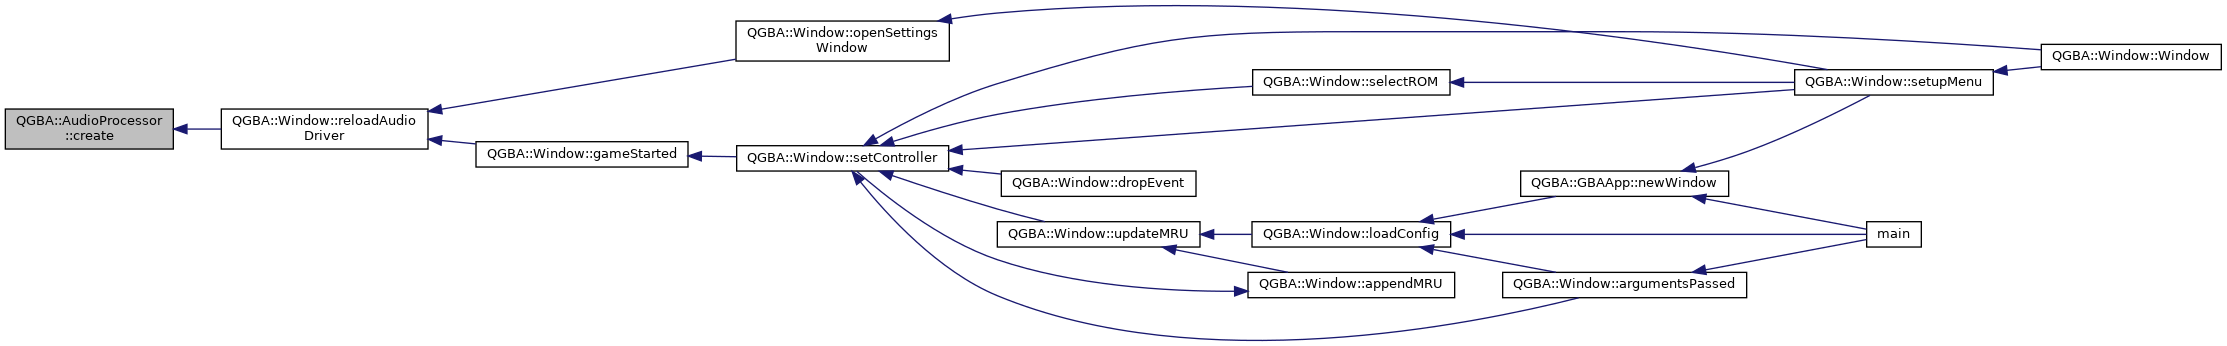 QGBA::AudioProcessor
::create
QGBA::Window::reloadAudio
Driver
QGBA::Window::openSettings
Window
QGBA::Window::gameStarted
QGBA::Window::setController
QGBA::Window::selectROM
QGBA::Window::setupMenu
QGBA::Window::Window
QGBA::Window::dropEvent
QGBA::GBAApp::newWindow
QGBA::Window::updateMRU
QGBA::Window::loadConfig
main
QGBA::Window::appendMRU
QGBA::Window::argumentsPassed